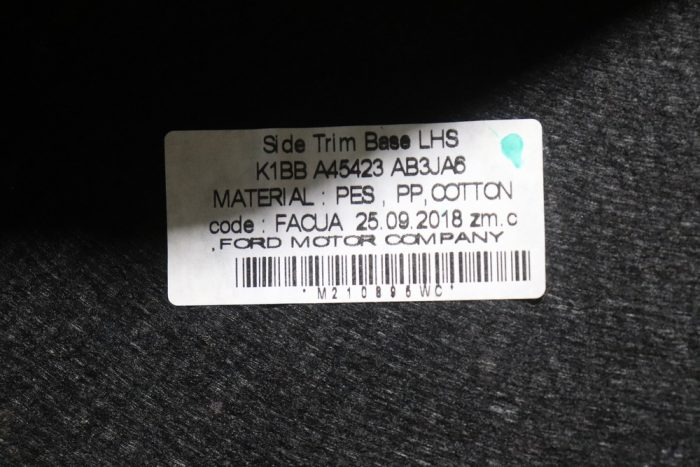 Side Trim Base LHS
K1BB A45423 AB3JA6
MATERIAL : PES , PP, COTTON
code : FACUA 25.09.2018 zm. c
,FORD MOTOR COMPANY
*M210895WC*